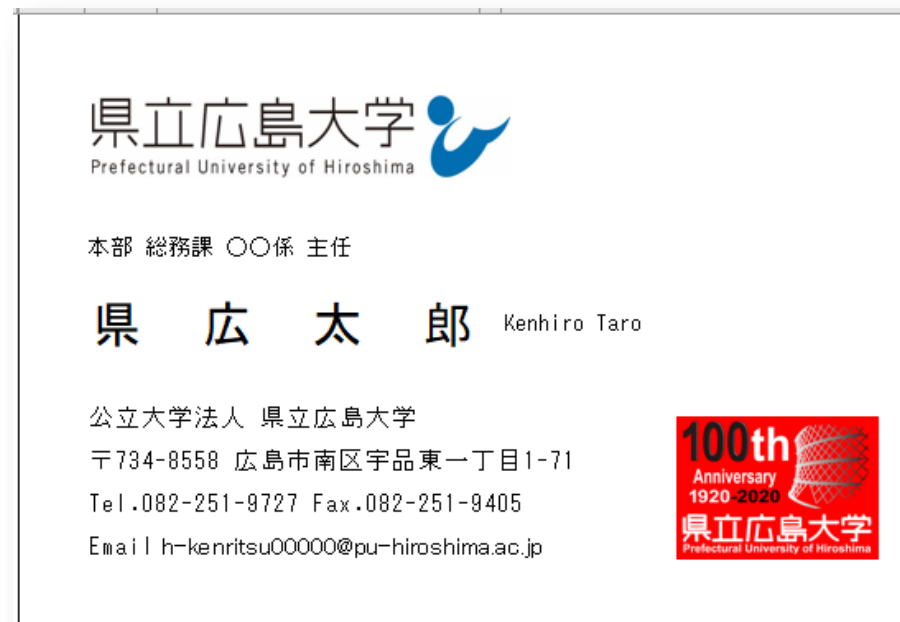 県立広島大学
Prefectural University of Hiroshima
本部 総務課 〇〇係 主任
県 広 太 郎 Kenhiro Taro
公立大学法人 県立広島大学
〒734-8558 広島市南区宇品東一丁目1-71
Tel.082-251-9727 Fax.082-251-9405
Email h-kenritsu00000@pu-hiroshima.ac.jp
100th
Anniversary
1920-2020
県立広島大学
Prefectural University of Hiroshima